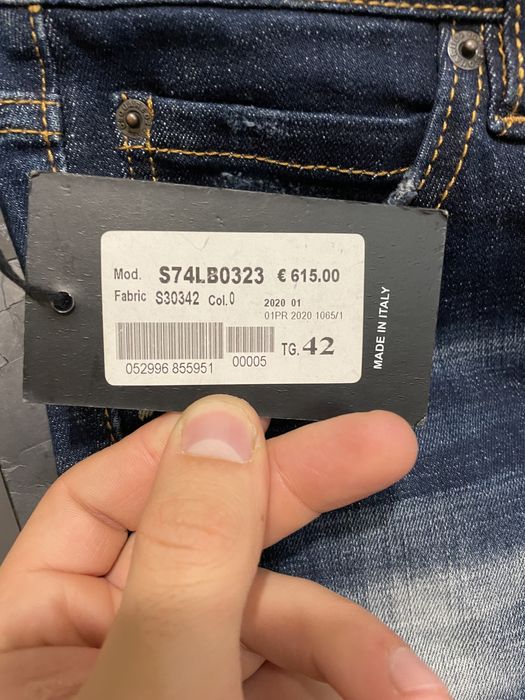 Mod. S74LB0323 € 615.00
Fabric S30342 Col.0 2020 01
01PR 2020 1065/1
052996 855951 00005 TG. 42
MADE IN ITALY